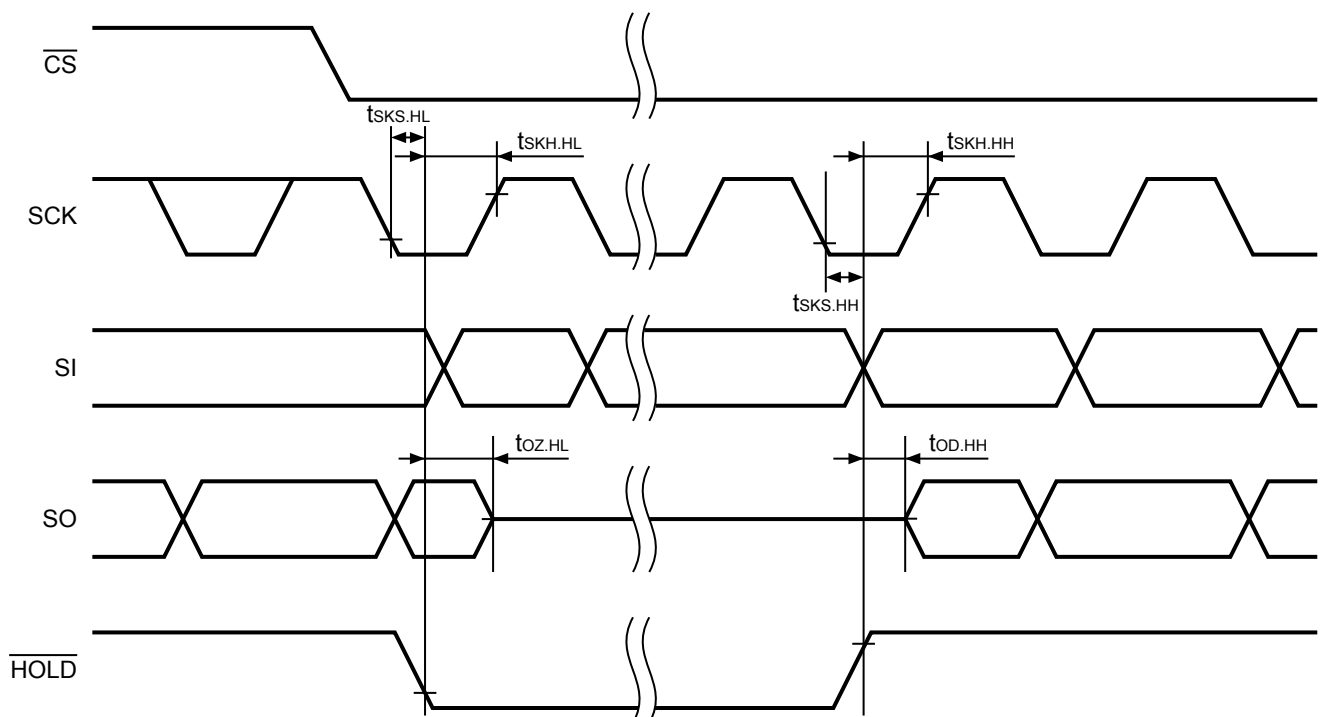 CS
tSKS.HL
tSKH.HL
tSKH.HH
SCK
tSKS.HH
SI
tOZ.HL
tOD.HH
SO
HOLD